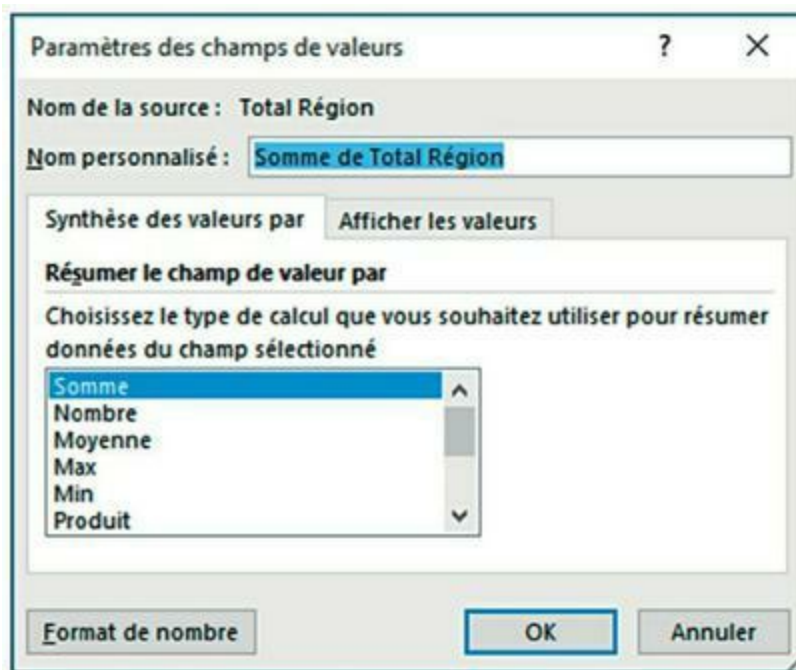 Paramètres des champs de valeurs ? ×
Nom de la source : Total Région
Nom personnalisé : Somme de Total Région
Synthèse des valeurs par Afficher les valeurs
Résumer le champ de valeur par
Choisissez le type de calcul que vous souhaitez utiliser pour résumer
données du champ sélectionné
Somme
Nombre
Moyenne
Max
Min
Produit
Format de nombre OK Annuler